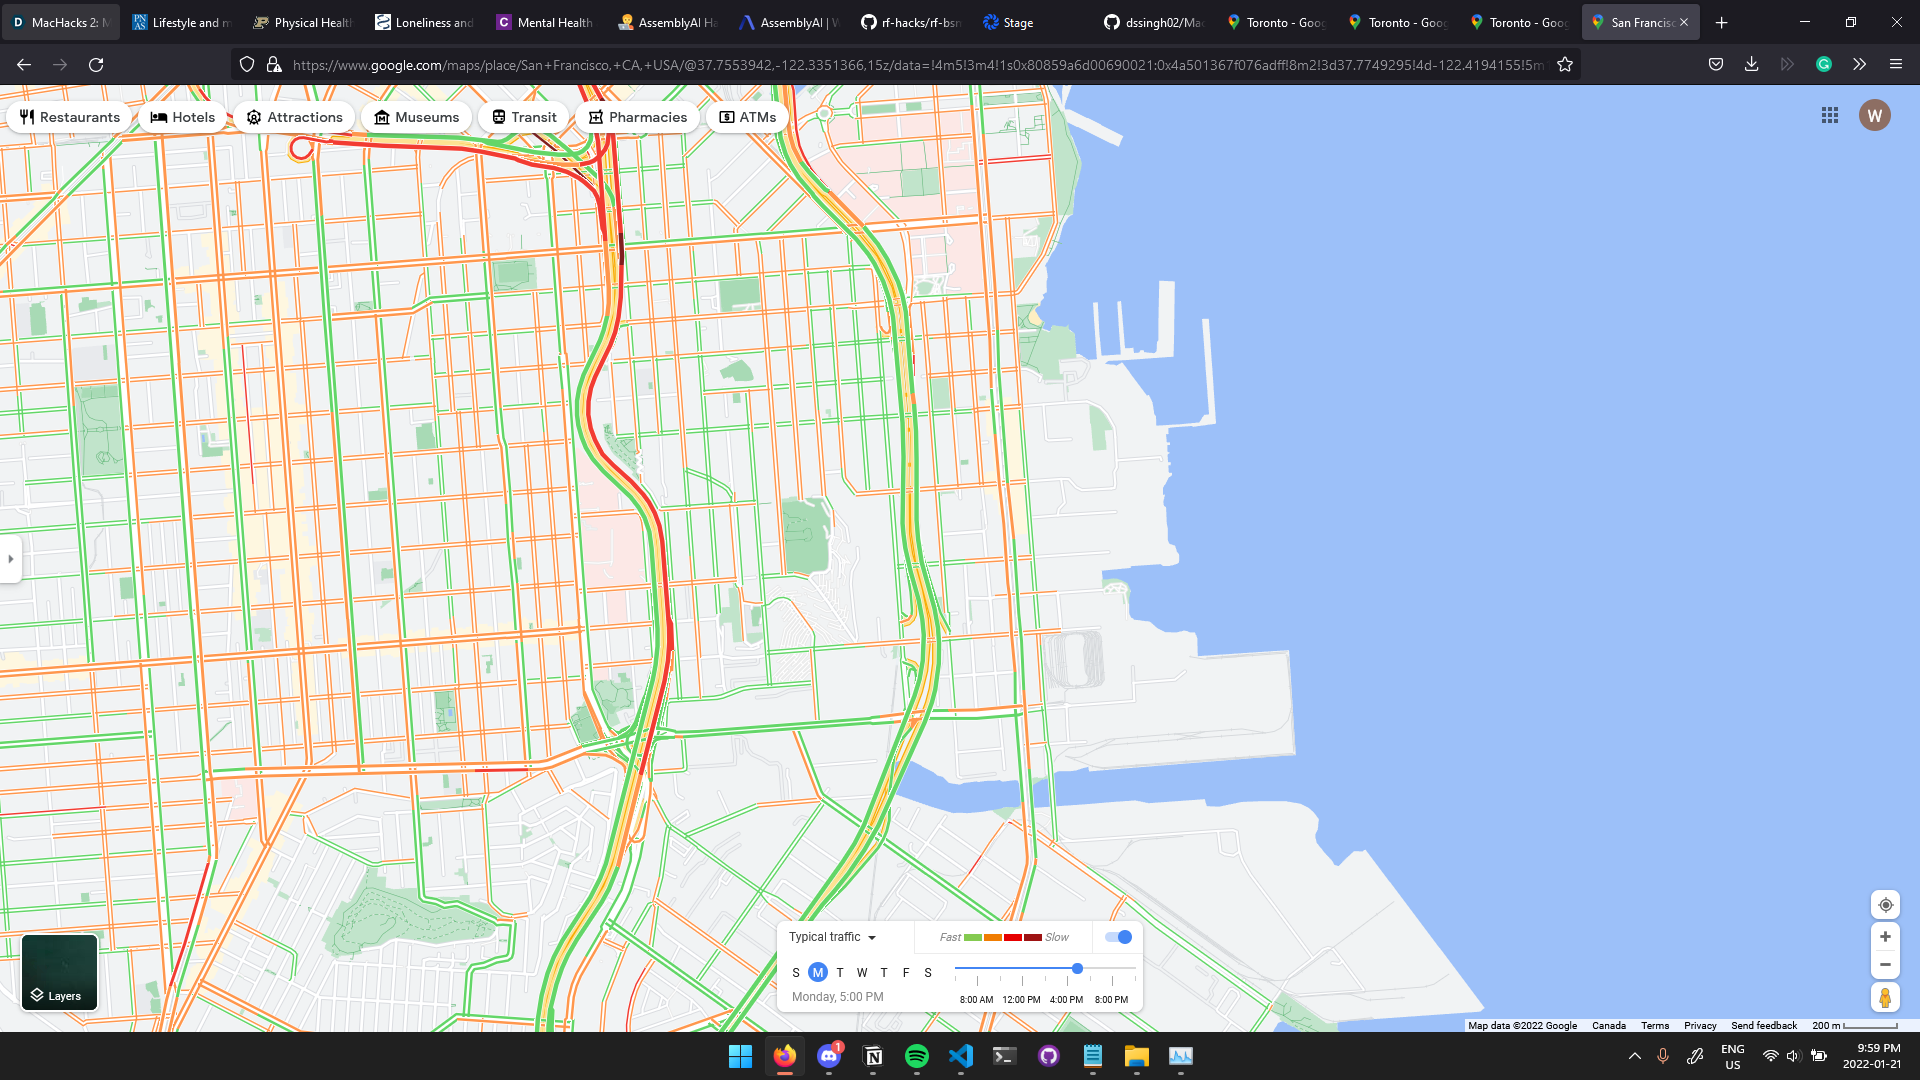 MacHacks 2: M
Lifestyle and m
Physical Health
Loneliness and
Mental Health
AssemblyAI Ha
AssemblyAI | W
rf-hacks/rf-bsn
Stage
dssingh02/Mac
Toronto - Goog
Toronto - Goog
Toronto - Goog
San Francisc
https://www.google.com/maps/place/San+Francisco,+CA,+USA/@37.7553942,-122.3351366,15z/data=!4m5!3m4!1s0x80859a6d00690021:0x4a501367f076adff!8m2!3d37.7749295!4d-122.4194155!5m1
Restaurants
Hotels
Attractions
Museums
Transit
Pharmacies
ATMs
W
Typical traffic
Fast
Slow
S M T W T F S
Monday, 5:00 PM
8:00 AM 12:00 PM 4:00 PM 8:00 PM
Layers
Map data ©2022 Google Canada Terms Privacy Send feedback 200 m
1
ENG
US
9:59 PM
2022-01-21